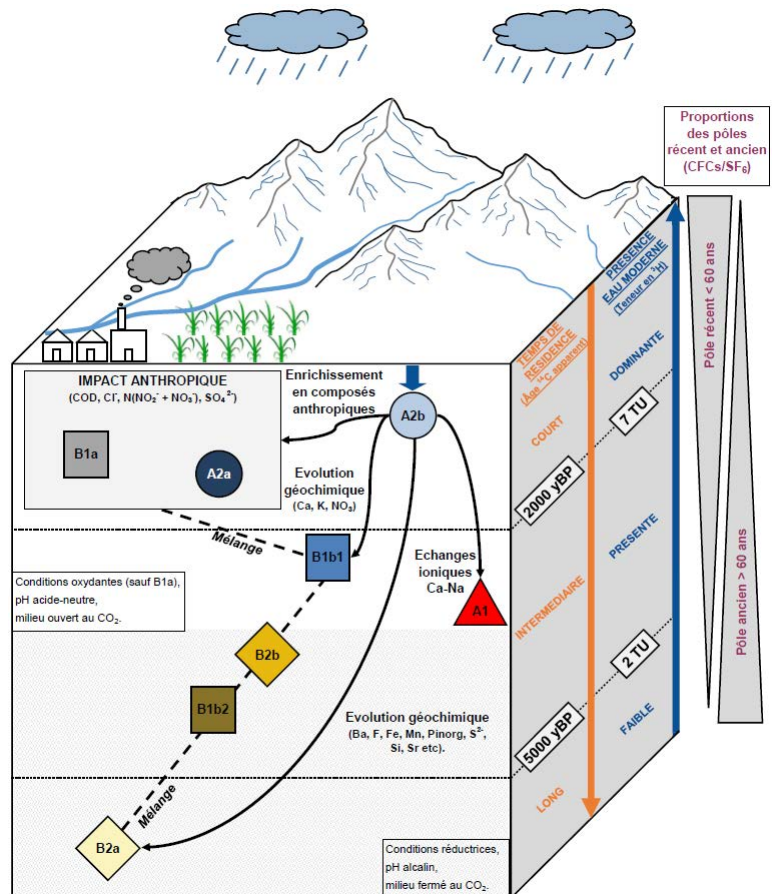 Proportions
des pôles
récent et ancien
(CFCs/SF₆)
Pôle récent < 60 ans
Pôle ancien > 60 ans
PRESENCE
EAU MODERNE
(Teneur en ³H)
DOMINANTE
7 TU
PRESENTE
2 TU
FAIBLE
TEMPS DE
RESIDENCE
(Âge ¹⁴C apparent)
COURT
2000 yBP
INTERMEDIAIRE
5000 yBP
LONG
IMPACT ANTHROPIQUE
(COD, Cl⁻, N(NO₂⁻ + NO₃⁻), SO₄²⁻)
B1a
A2a
Enrichissement
en composés
anthropiques
A2b
Evolution
géochimique
(Ca, K, NO₃)
Mélange
B1b1
Echanges
ioniques
Ca-Na
A1
Conditions oxydantes (sauf B1a),
pH acide-neutre,
milieu ouvert au CO₂.
B2b
B1b2
Evolution géochimique
(Ba, F, Fe, Mn, Pinorg, S²⁻,
Si, Sr etc).
Mélange
B2a
Conditions réductrices,
pH alcalin,
milieu fermé au CO₂.